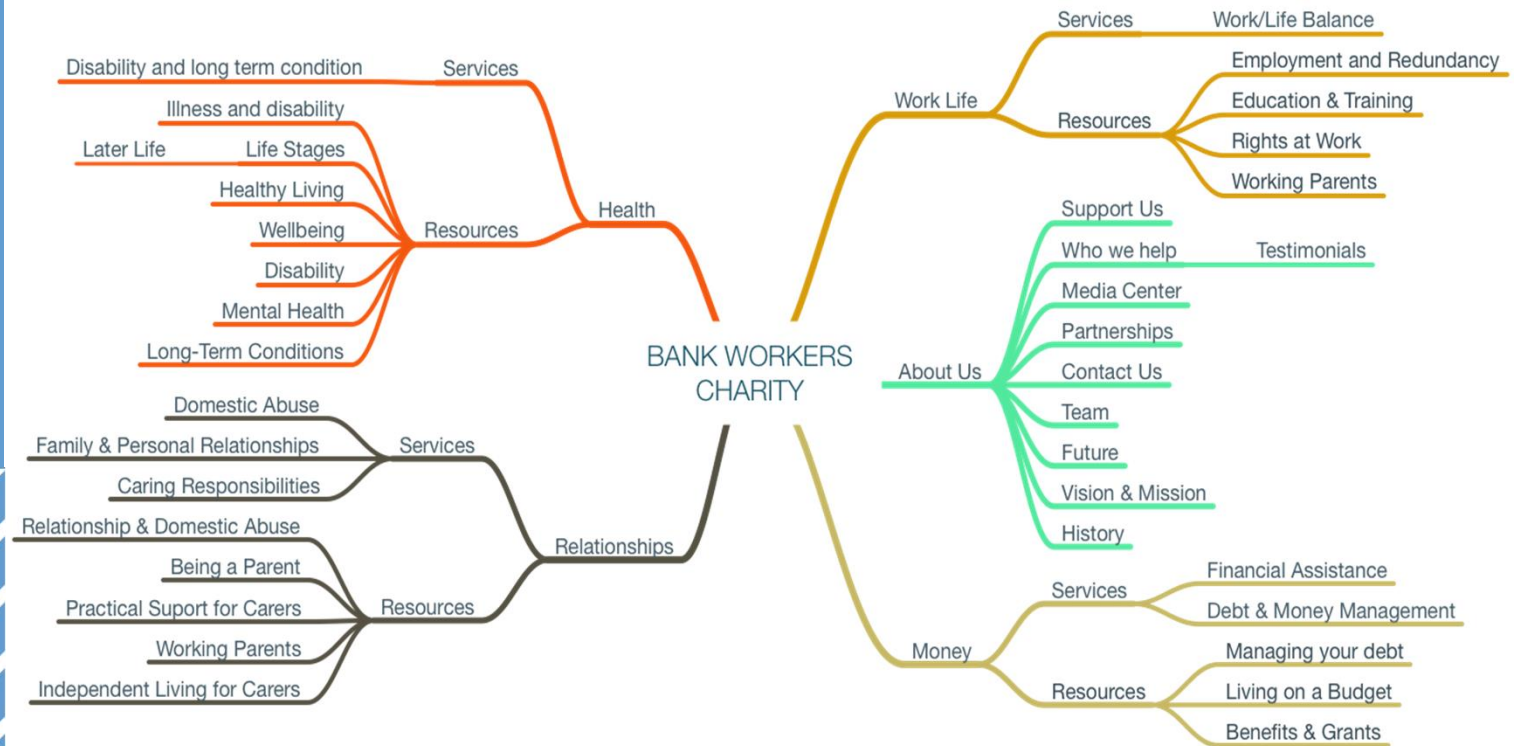 BANK WORKERS
CHARITY
Health
Services
Disability and long term condition
Resources
Illness and disability
Life Stages
Later Life
Healthy Living
Wellbeing
Disability
Mental Health
Long-Term Conditions
Relationships
Services
Domestic Abuse
Family & Personal Relationships
Caring Responsibilities
Resources
Relationship & Domestic Abuse
Being a Parent
Practical Suport for Carers
Working Parents
Independent Living for Carers
Work Life
Services
Work/Life Balance
Resources
Employment and Redundancy
Education & Training
Rights at Work
Working Parents
About Us
Support Us
Who we help
Testimonials
Media Center
Partnerships
Contact Us
Team
Future
Vision & Mission
History
Money
Services
Financial Assistance
Debt & Money Management
Resources
Managing your debt
Living on a Budget
Benefits & Grants